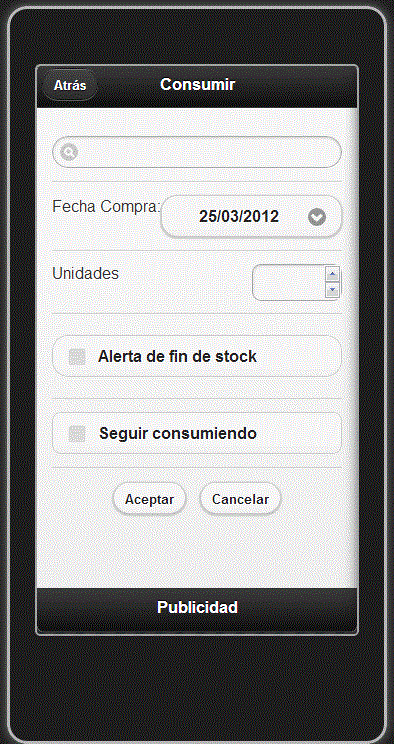 Atrás Consumir
Fecha Compra: 25/03/2012
Unidades
Alerta de fin de stock
Seguir consumiendo
Aceptar Cancelar
Publicidad